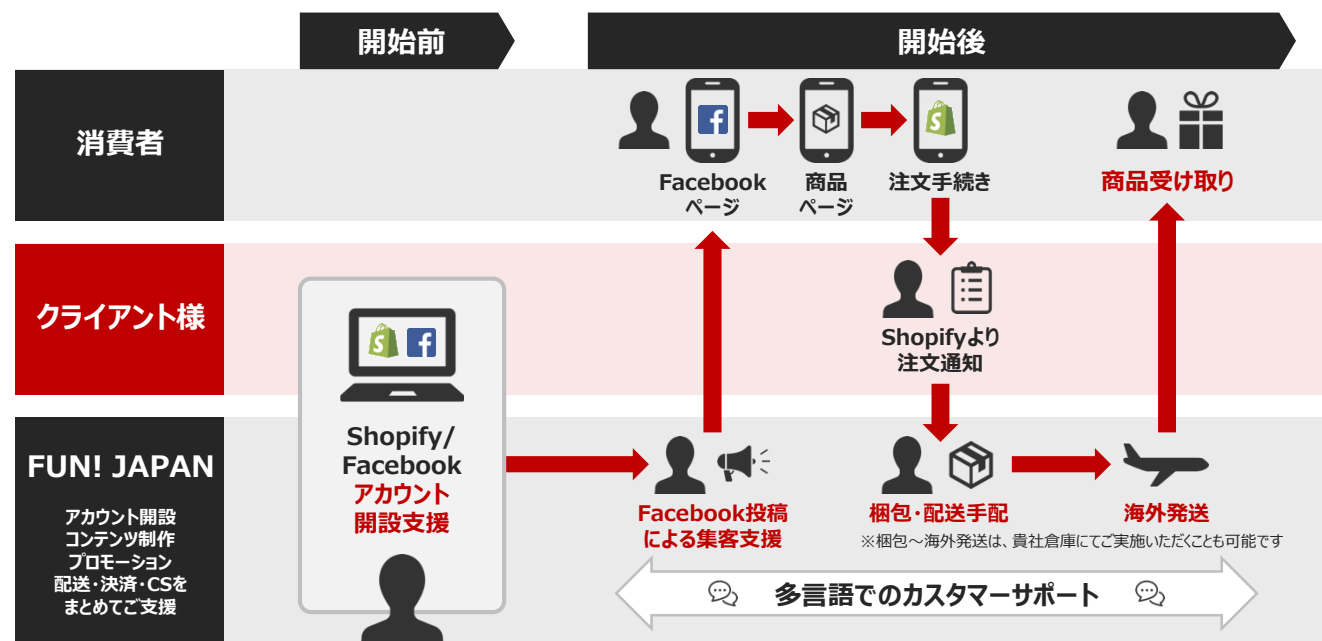 開始前
開始後
消費者
Facebook
ページ
商品
ページ
注文手続き
商品受け取り
クライアント様
Shopifyより
注文通知
Shopify/
Facebook
アカウント
開設支援
FUN! JAPAN
アカウント開設
コンテンツ制作
プロモーション
配送・決済・CSを
まとめてご支援
Facebook投稿
による集客支援
梱包・配送手配
海外発送
※梱包～海外発送は、貴社倉庫にてご実施いただくことも可能です
多言語でのカスタマーサポート